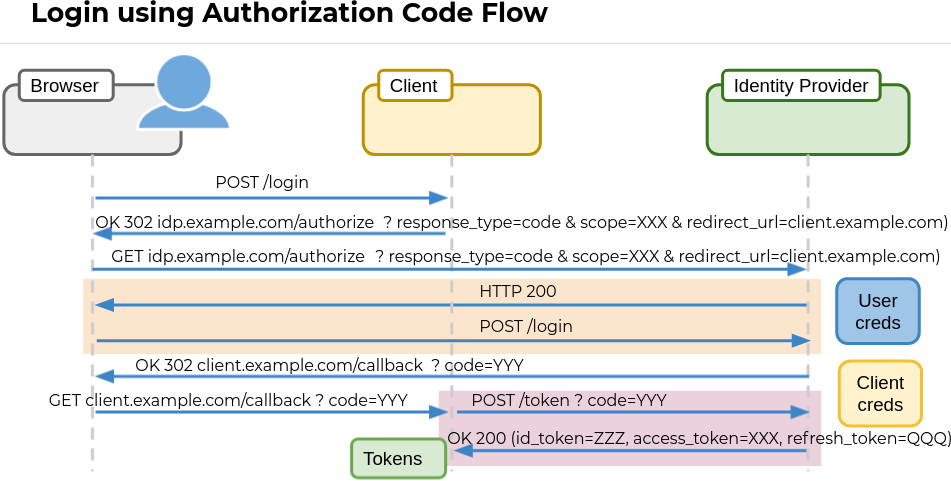 Login using Authorization Code Flow
Browser
Client
Identity Provider
POST /login
OK 302 idp.example.com/authorize ? response_type=code & scope=XXX & redirect_url=client.example.com)
GET idp.example.com/authorize ? response_type=code & scope=XXX & redirect_url=client.example.com)
HTTP 200
User
creds
POST /login
OK 302 client.example.com/callback ? code=YYY
Client
creds
GET client.example.com/callback ? code=YYY
POST /token ? code=YYY
OK 200 (id_token=ZZZ, access_token=XXX, refresh_token=QQQ)
Tokens